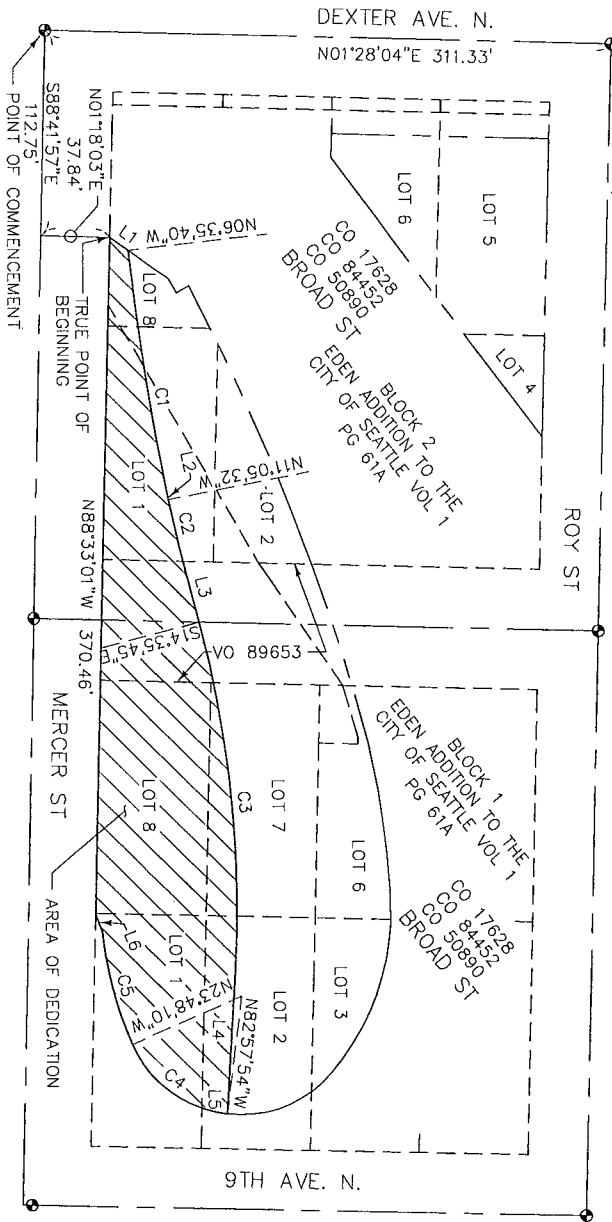 DEXTER AVE. N.
N01°28'04"E 311.33'
POINT OF COMMENCEMENT
S88°41'57"E
112.75'
N01°18'03"E
37.84'
TRUE POINT OF
BEGINNING
L1
N06°35'40"W
LOT 8
LOT 6
LOT 5
LOT 4
CO 17628
CO 84452
CO 50890
BROAD ST
BLOCK 2
EDEN ADDITION TO THE
CITY OF SEATTLE VOL 1
PG 61A
ROY ST
C1
L2
N11°05'32"W
LOT 2
LOT 1
C2
L3
N88°33'01"W 370.46'
S14°35'45"E
VO 89653
MERCER ST
BLOCK 1
EDEN ADDITION TO THE
CITY OF SEATTLE VOL 1
PG 61A
CO 17628
CO 84452
CO 50890
BROAD ST
C3
LOT 7
LOT 6
LOT 8
AREA OF DEDICATION
L6
LOT 1
LOT 2
LOT 3
C5
N23°48'10"W
L4
N82°57'54"W
C4
L5
9TH AVE. N.